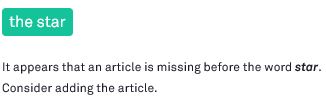 the star
It appears that an article is missing before the word star.
Consider adding the article.